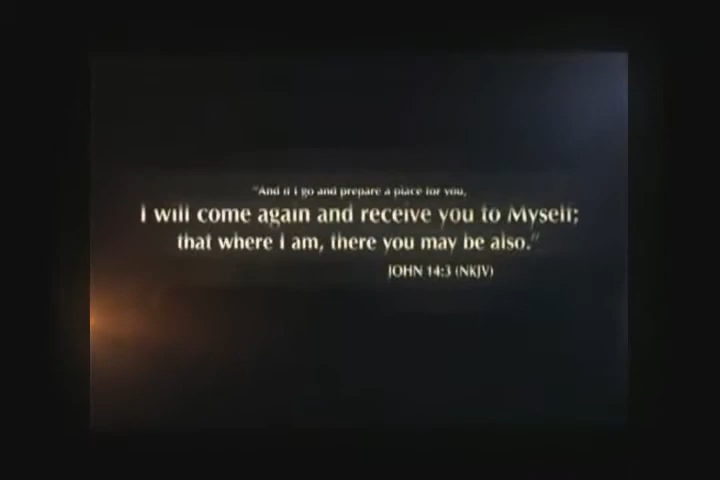 "And if I go and prepare a place for you,
I will come again and receive you to Myself;
that where I am, there you may be also."
JOHN 14:3 (NKJV)